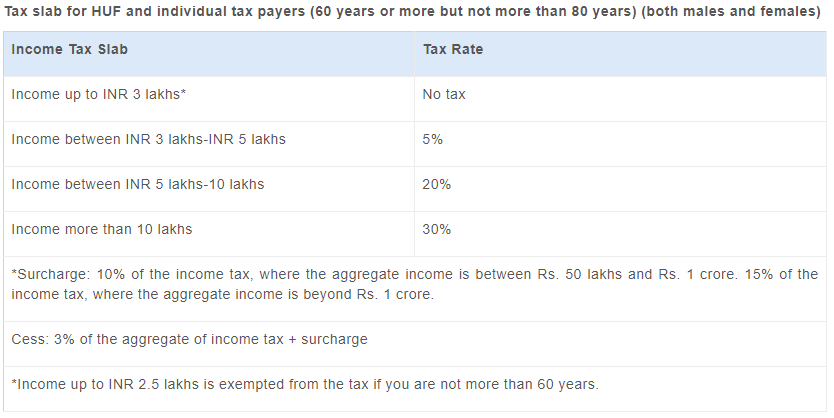 Tax slab for HUF and individual tax payers (60 years or more but not more than 80 years) (both males and females)
Income Tax Slab Tax Rate
Income up to INR 3 lakhs* No tax
Income between INR 3 lakhs-INR 5 lakhs 5%
Income between INR 5 lakhs-10 lakhs 20%
Income more than 10 lakhs 30%
*Surcharge: 10% of the income tax, where the aggregate income is between Rs. 50 lakhs and Rs. 1 crore. 15% of the
income tax, where the aggregate income is beyond Rs. 1 crore.
Cess: 3% of the aggregate of income tax + surcharge
*Income up to INR 2.5 lakhs is exempted from the tax if you are not more than 60 years.